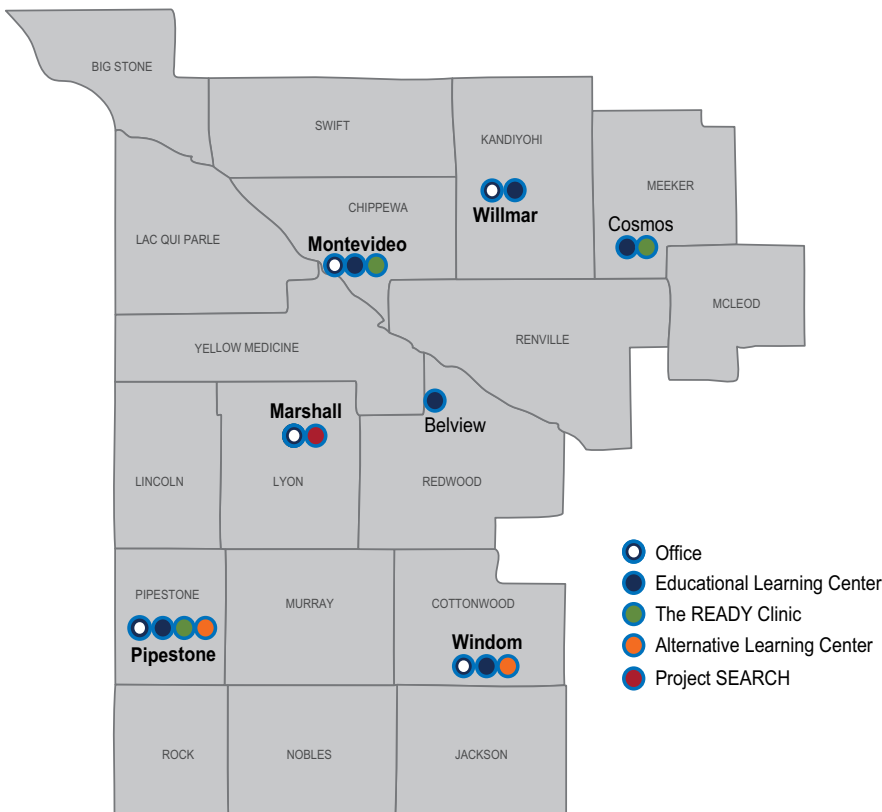 BIG STONE
SWIFT
KANDIYOHI
MEEKER
CHIPPEWA
Willmar
Cosmos
LAC QUI PARLE
Montevideo
MCLEOD
YELLOW MEDICINE
RENVILLE
Marshall
Belview
LINCOLN
LYON
REDWOOD
PIPESTONE
MURRAY
COTTONWOOD
Pipestone
Windom
ROCK
NOBLES
JACKSON
Office
Educational Learning Center
The READY Clinic
Alternative Learning Center
Project SEARCH